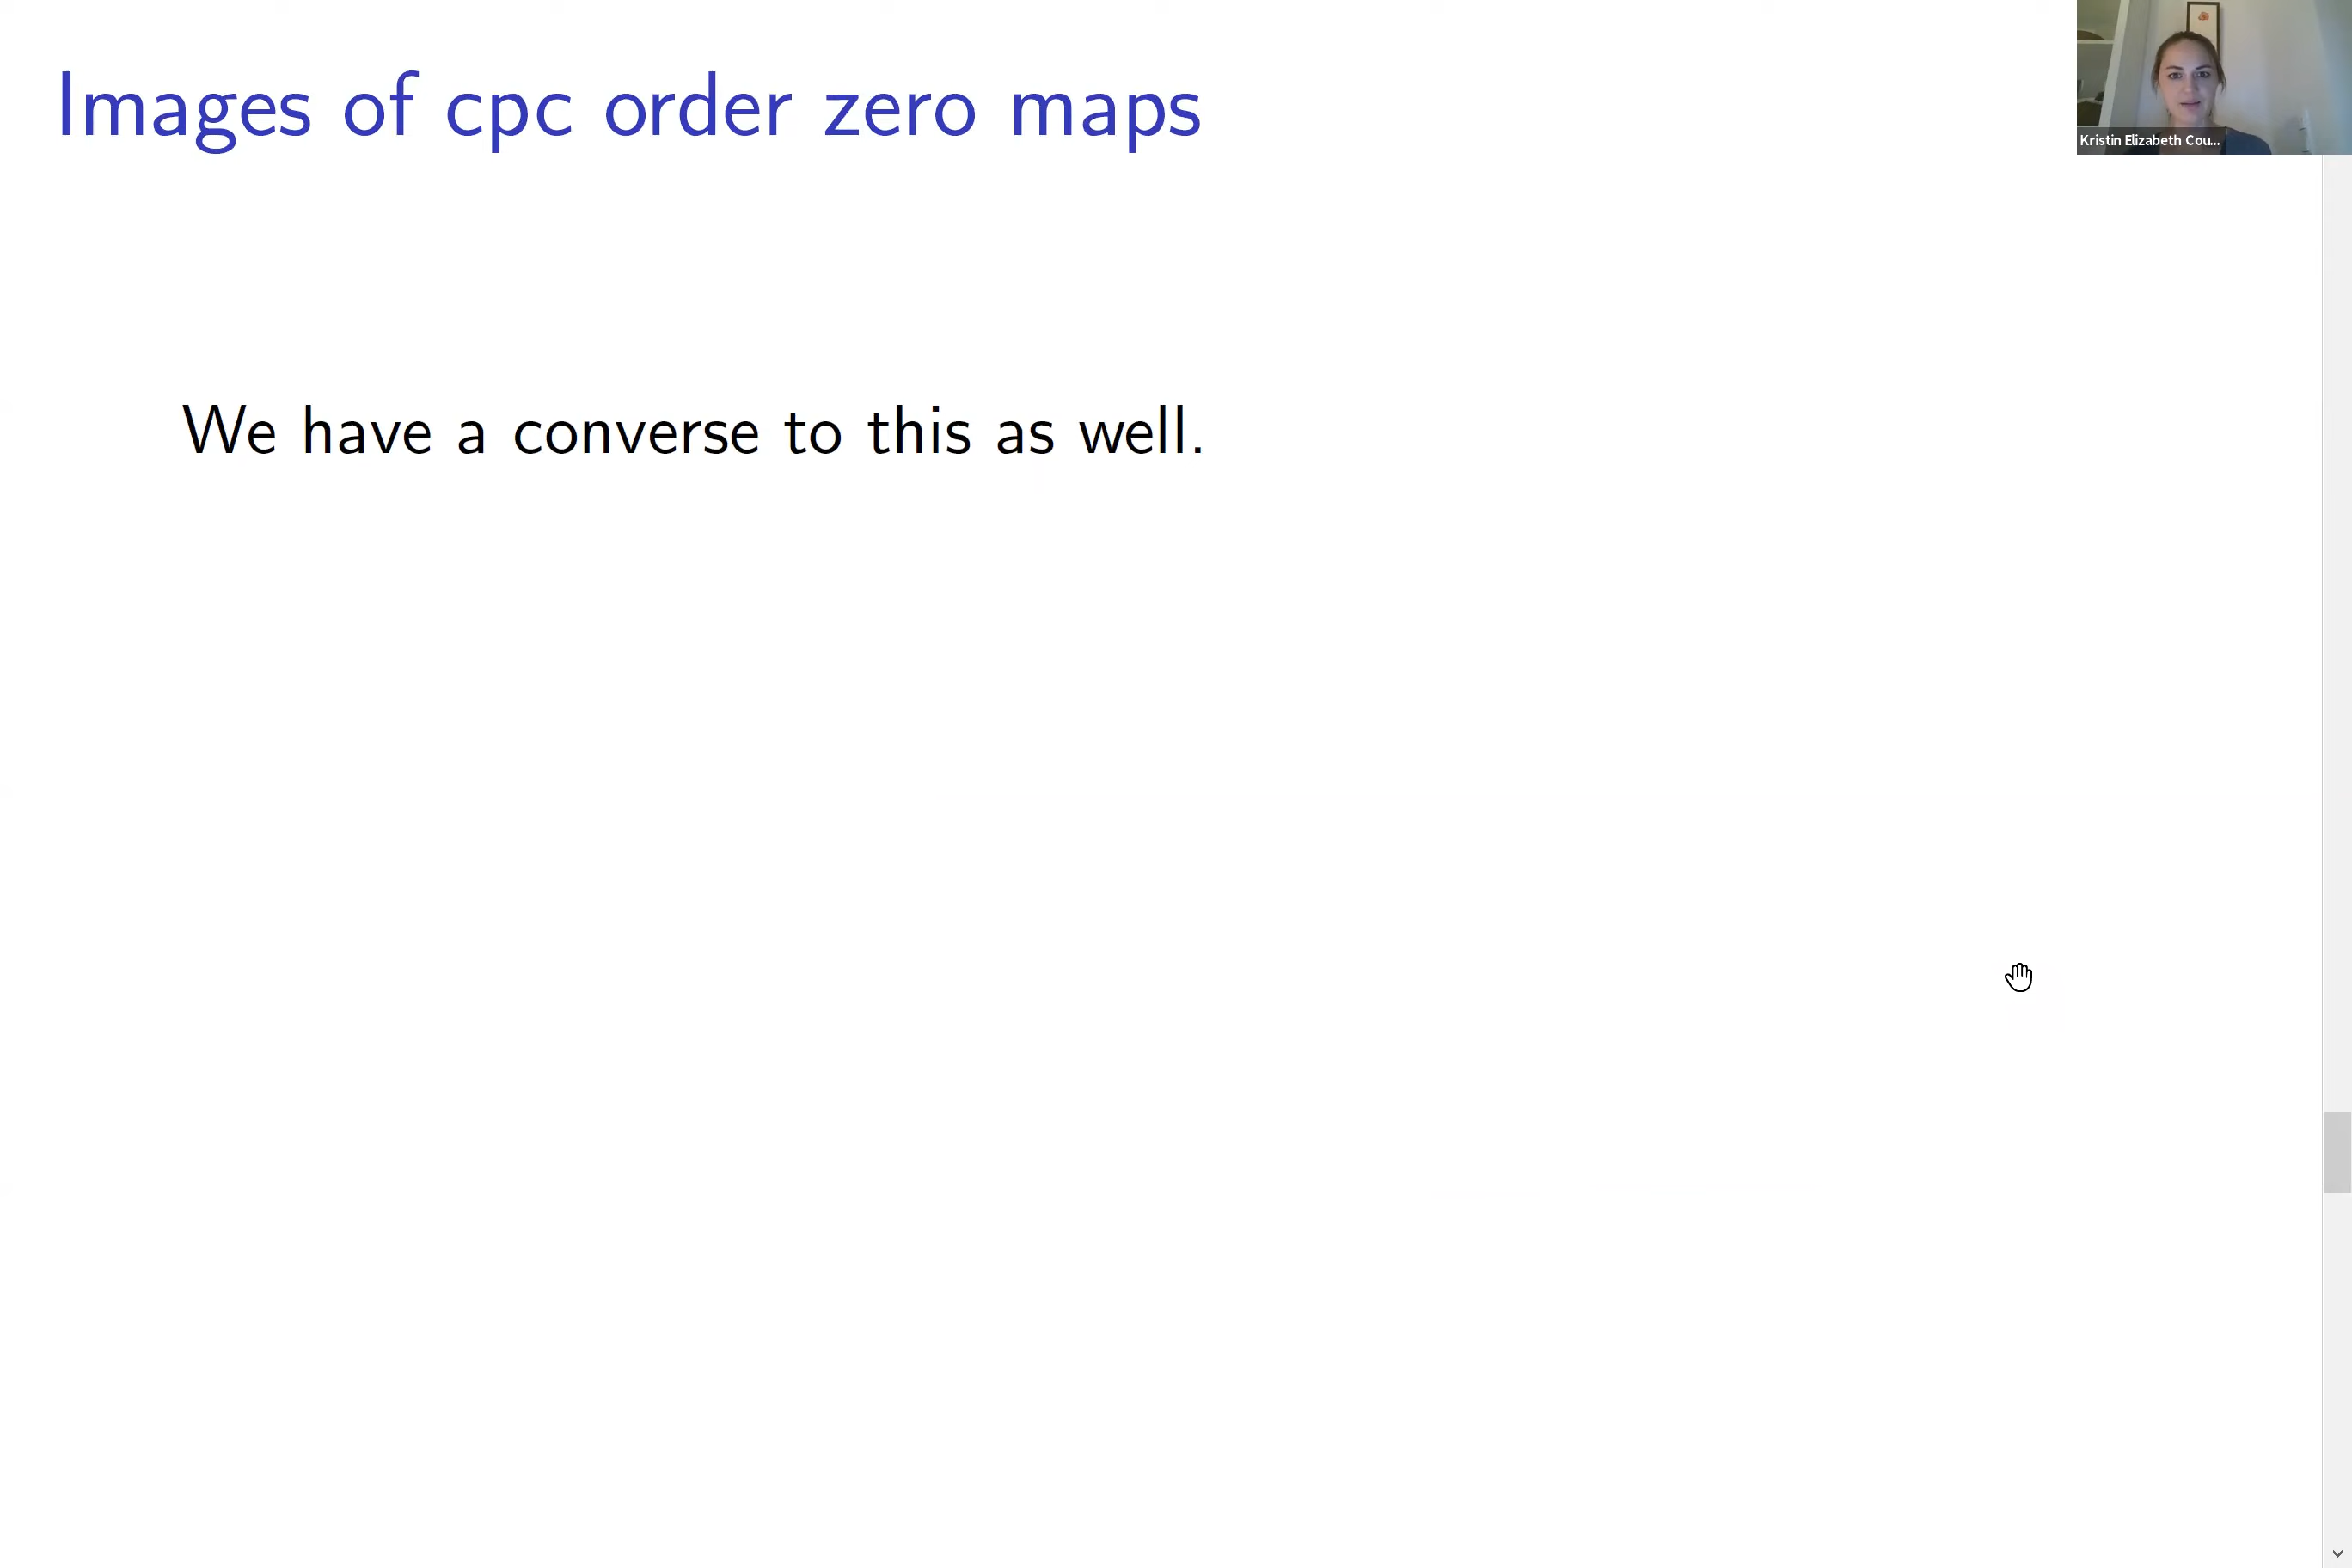 Images of cpc order zero maps
Kristin Elizabeth Cou...
We have a converse to this as well.